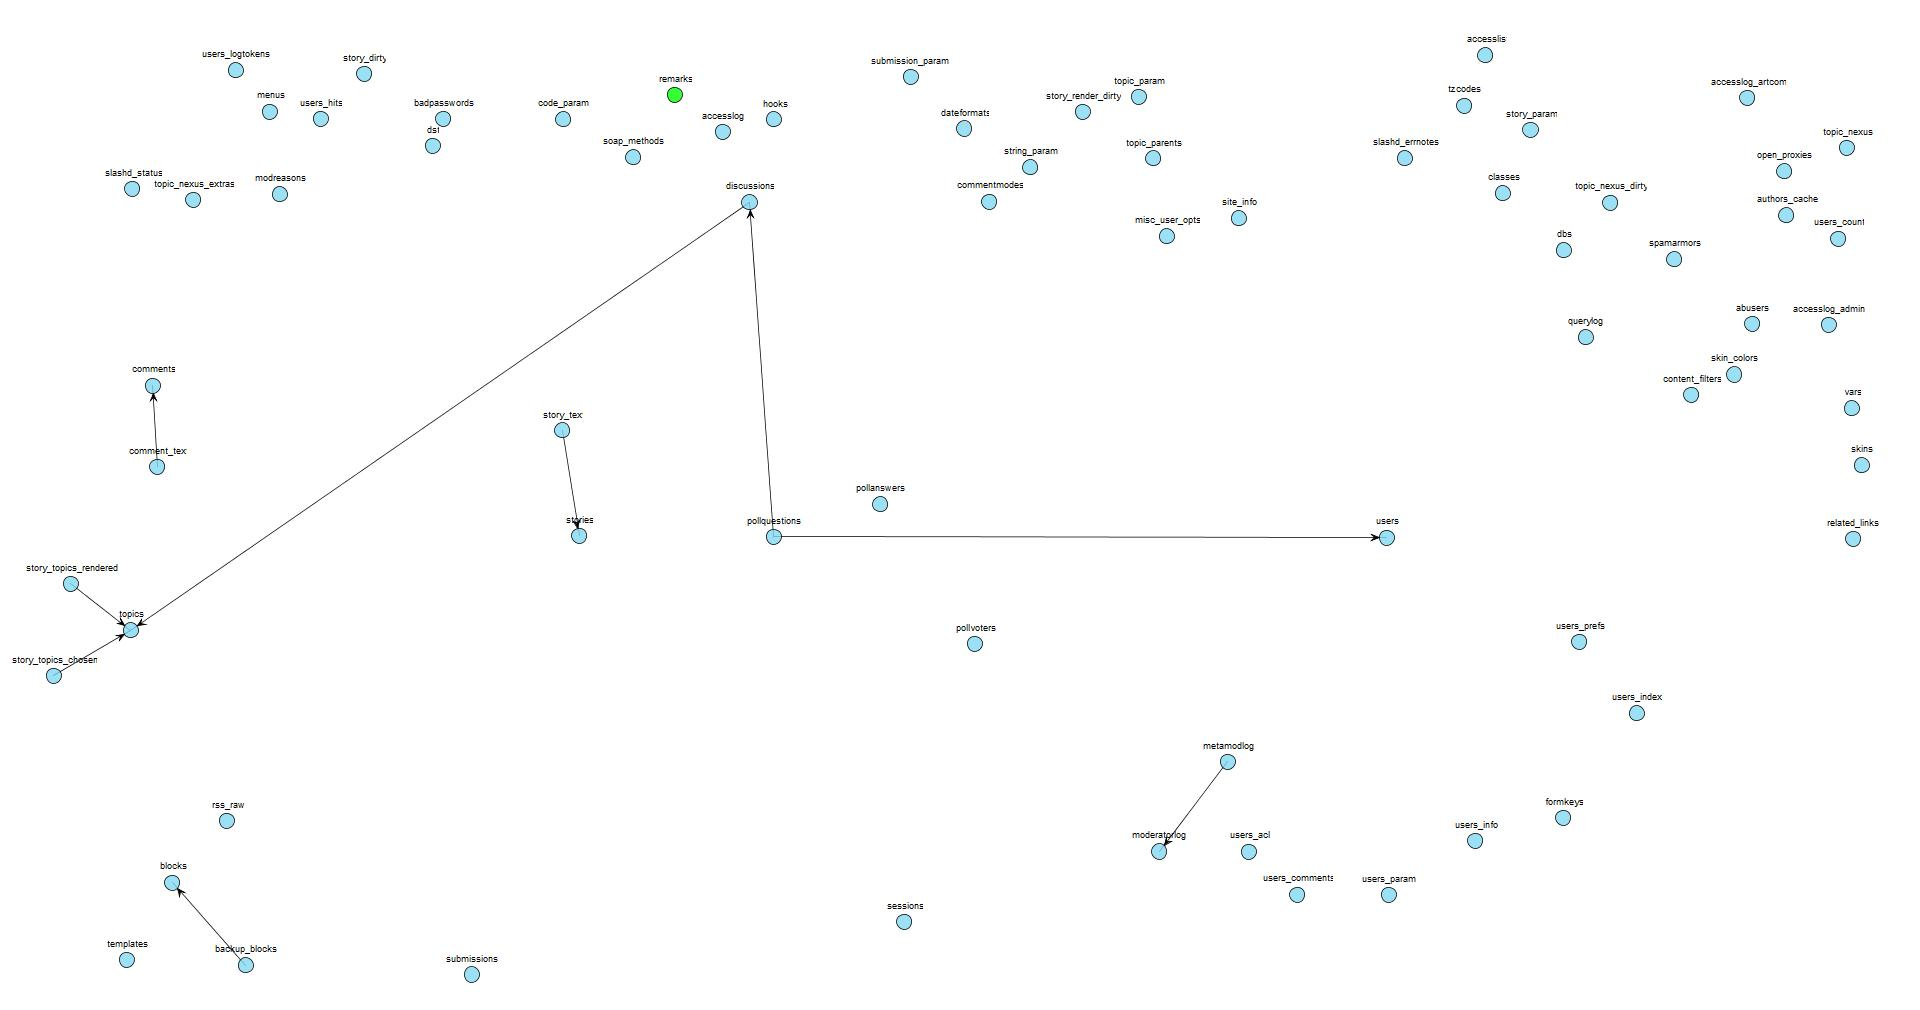 accesslis
users_logtokens
story_dirty
submission_param
remarks
topic_param
accesslog_artcom
tzcodes
menus
story_render_dirty
users_hits
badpasswords
code_param
hooks
dateformats
story_param
accesslog
dst
topic_nexus
soap_methods
topic_parents
slashd_errnotes
string_param
open_proxies
slashd_status
classes
modreasons
topic_nexus_extras
discussions
commentmodes
topic_nexus_dirty
authors_cache
site_info
misc_user_opts
users_count
dbs
spamarmors
abusers
accesslog_admin
querylog
skin_colors
comments
content_filters
vars
story_tex
comment_tex
skins
pollanswers
stories
pollquestions
users
related_links
story_topics_rendered
topics
pollvoters
users_prefs
story_topics_chosen
users_index
metamodlog
formkeys
rss_raw
users_info
moderatorlog
users_acl
blocks
users_comments
users_param
sessions
templates
backup_blocks
submissions